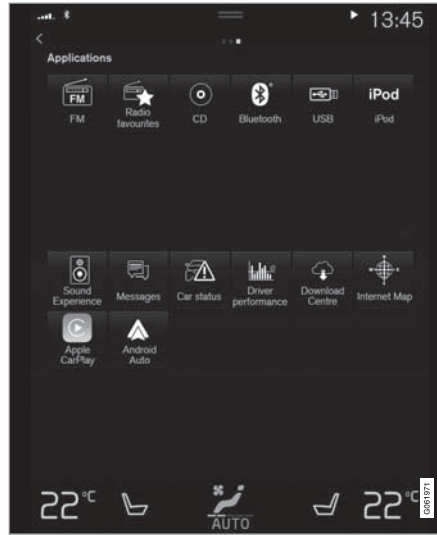 13:45
Applications
FM
iPod
FM
Radio
favourites
CD
Bluetooth
USB
iPod
Sound
Experience
Messages
Car status
Driver
performance
Download
Centre
Internet Map
Apple
CarPlay
Android
Auto
22°C
AUTO
22°C
G061971